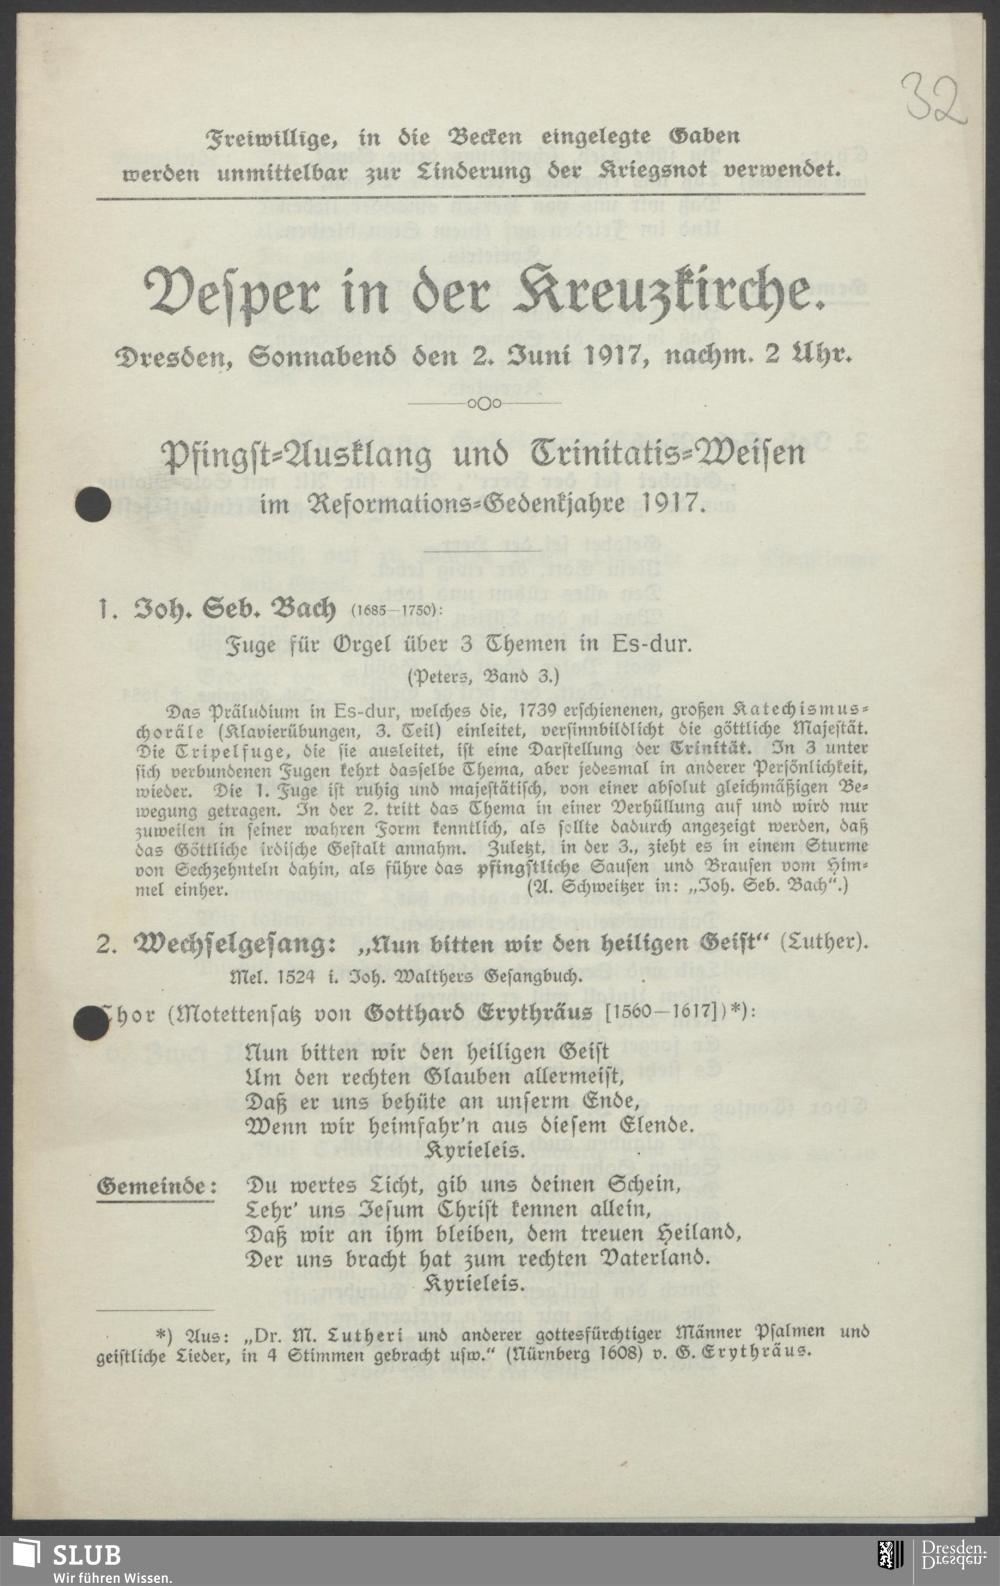 32
Freiwillige, in die Becken eingelegte Gaben
werden unmittelbar zur Linderung der Kriegsnot verwendet.
Vesper in der Kreuzkirche.
Dresden, Sonnabend den 2. Juni 1917, nachm. 2 Uhr.
Pfingst-Ausklang und Trinitatis-Weisen
im Reformations-Gedenkjahre 1917.
1. Joh. Seb. Bach (1685—1750):
Fuge für Orgel über 3 Themen in Es-dur.
(Peters, Band 3.)
Das Präludium in Es-dur, welches die, 1739 erschienenen, großen Katechismus-
choräle (Klavierübungen, 3. Teil) einleitet, versinnbildlicht die göttliche Majestät.
Die Tripelfuge, die sie ausleitet, ist eine Darstellung der Trinität. In 3 unter
sich verbundenen Fugen kehrt dasselbe Thema, aber jedesmal in anderer Persönlichkeit,
wieder. Die 1. Fuge ist ruhig und majestätisch, von einer absolut gleichmäßigen Be-
wegung getragen. In der 2. tritt das Thema in einer Verhüllung auf und wird nur
zuweilen in seiner wahren Form kenntlich, als sollte dadurch angezeigt werden, daß
das Göttliche irdische Gestalt annahm. Zuletzt, in der 3., zieht es in einem Sturme
von Sechzehnteln dahin, als führe das pfingstliche Sausen und Brausen vom Him-
mel einher. (A. Schweitzer in: „Joh. Seb. Bach“.)
2. Wechselgesang: „Nun bitten wir den heiligen Geist“ (Luther).
Mel. 1524 i. Joh. Walthers Gesangbuch.
Chor (Motettensatz von Gotthard Erythräus [1560—1617])*):
Nun bitten wir den heiligen Geist
Um den rechten Glauben allermeist,
Daß er uns behüte an unserm Ende,
Wenn wir heimfahr'n aus diesem Elende.
Kyrieleis.
Gemeinde: Du wertes Licht, gib uns deinen Schein,
Lehr' uns Jesum Christ kennen allein,
Daß wir an ihm bleiben, dem treuen Heiland,
Der uns bracht hat zum rechten Vaterland.
Kyrieleis.
*) Aus: „Dr. M. Lutheri und anderer gottesfürchtiger Männer Psalmen und
geistliche Lieder, in 4 Stimmen gebracht usw.“ (Nürnberg 1608) v. G. Erythräus.
SLUB
Wir führen Wissen.
Dresden.
Dresden.